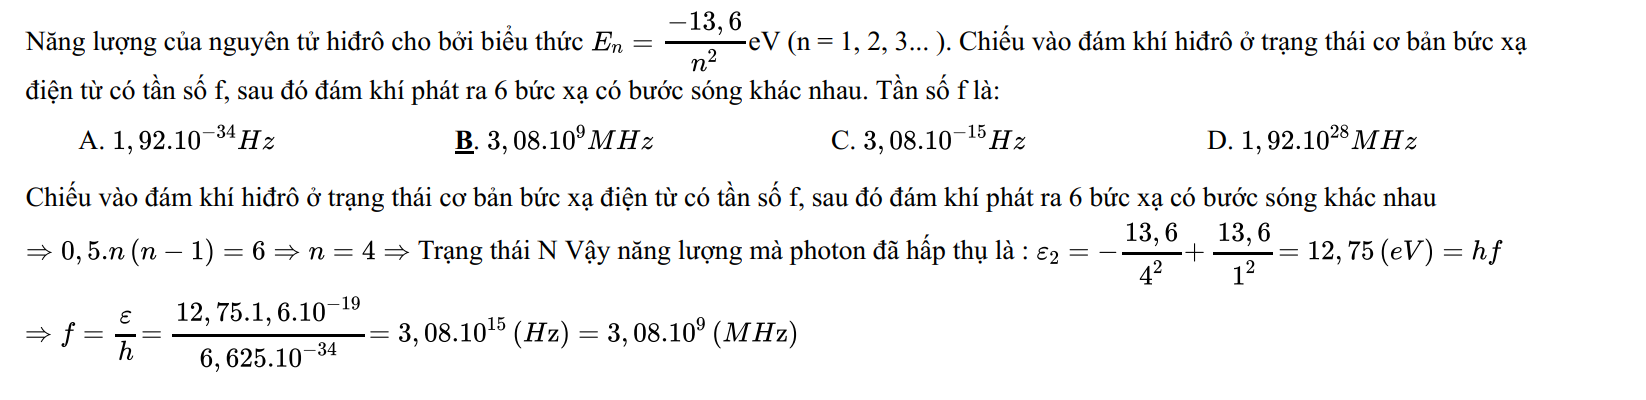 Năng lượng của nguyên tử hiđrô cho bởi biểu thức $E_n = \frac{-13,6}{n^2}$eV (n = 1, 2, 3... ). Chiếu vào đám khí hiđrô ở trạng thái cơ bản bức xạ
điện từ có tần số f, sau đó đám khí phát ra 6 bức xạ có bước sóng khác nhau. Tần số f là:
A. $1,92.10^{-34}Hz$ B. $3,08.10^{9}MHz$ C. $3,08.10^{-15}Hz$ D. $1,92.10^{28}MHz$
Chiếu vào đám khí hiđrô ở trạng thái cơ bản bức xạ điện từ có tần số f, sau đó đám khí phát ra 6 bức xạ có bước sóng khác nhau
$\Rightarrow 0,5.n(n-1) = 6 \Rightarrow n = 4 \Rightarrow$ Trạng thái N Vậy năng lượng mà photon đã hấp thụ là : $\varepsilon_2 = -\frac{13,6}{4^2} + \frac{13,6}{1^2} = 12,75(eV) = hf$
$\Rightarrow f = \frac{\varepsilon}{h} = \frac{12,75.1,6.10^{-19}}{6,625.10^{-34}} = 3,08.10^{15}(Hz) = 3,08.10^{9}(MHz)$